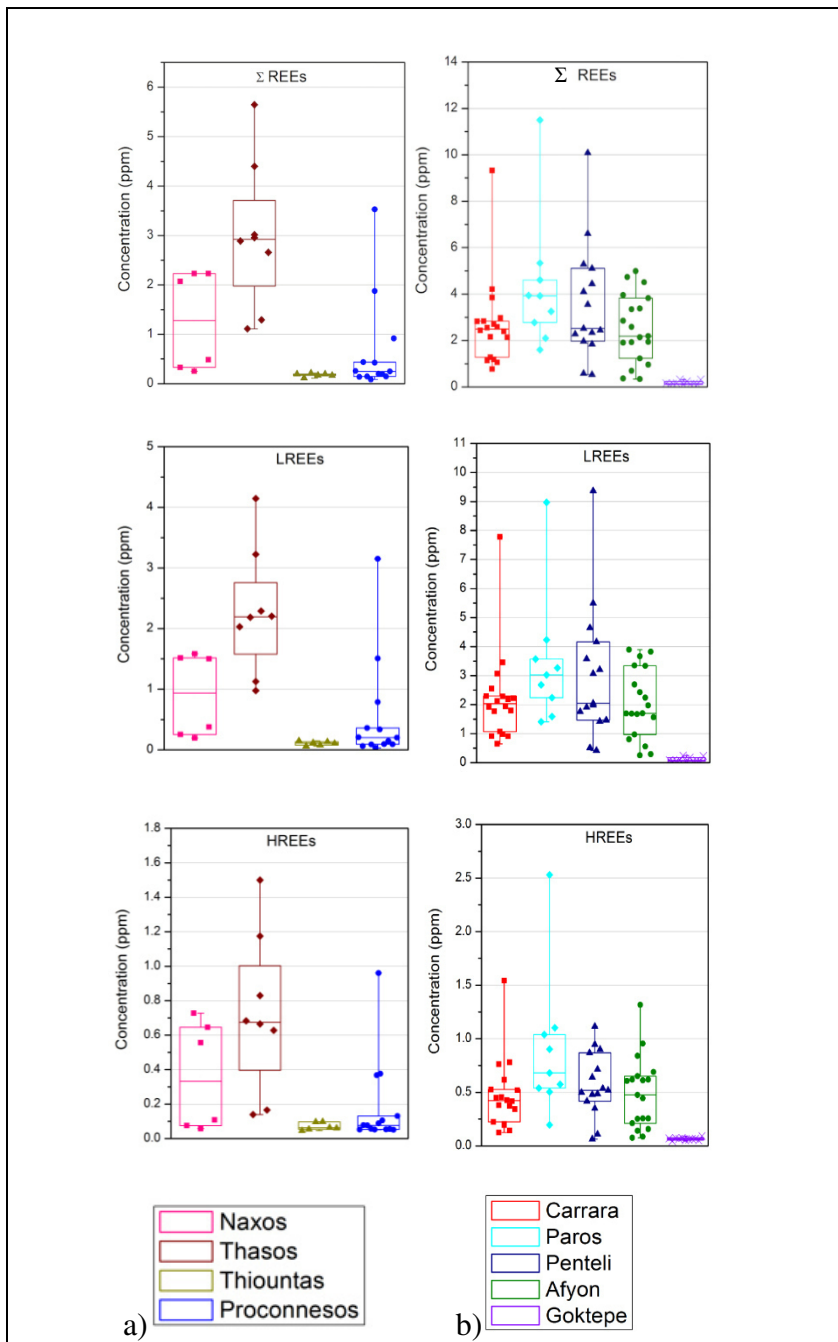 Σ REEs
6
5
4
3
2
1
0
Concentration (ppm)
Σ REEs
14
12
10
8
6
4
2
0
Concentration (ppm)
LREEs
5
4
3
2
1
0
Concentration (ppm)
LREEs
11
10
9
8
7
6
5
4
3
2
1
0
Concentration (ppm)
HREEs
1.8
1.6
1.4
1.2
1.0
0.8
0.6
0.4
0.2
0.0
Concentration (ppm)
HREEs
3.0
2.5
2.0
1.5
1.0
0.5
0.0
Concentration (ppm)
Naxos
Thasos
Thiountas
Proconnesos
a)
Carrara
Paros
Penteli
Afyon
Goktepe
b)